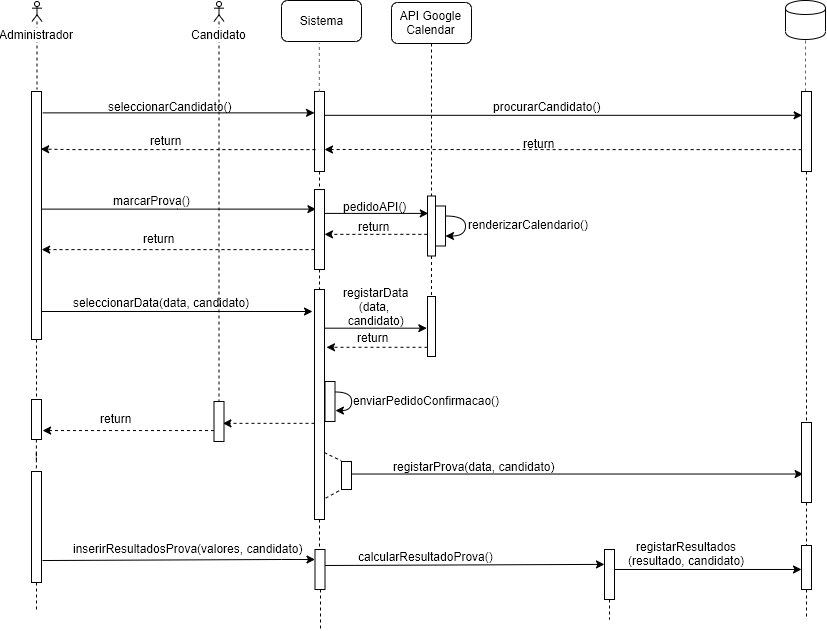 Administrador
Candidato
Sistema
API Google
Calendar
seleccionarCandidato()
procurarCandidato()
return
return
marcarProva()
pedidoAPI()
return
renderizarCalendario()
return
seleccionarData(data, candidato)
registarData
(data,
candidato)
return
enviarPedidoConfirmacao()
return
registarProva(data, candidato)
inserirResultadosProva(valores, candidato)
calcularResultadoProva()
registarResultados
(resultado, candidato)